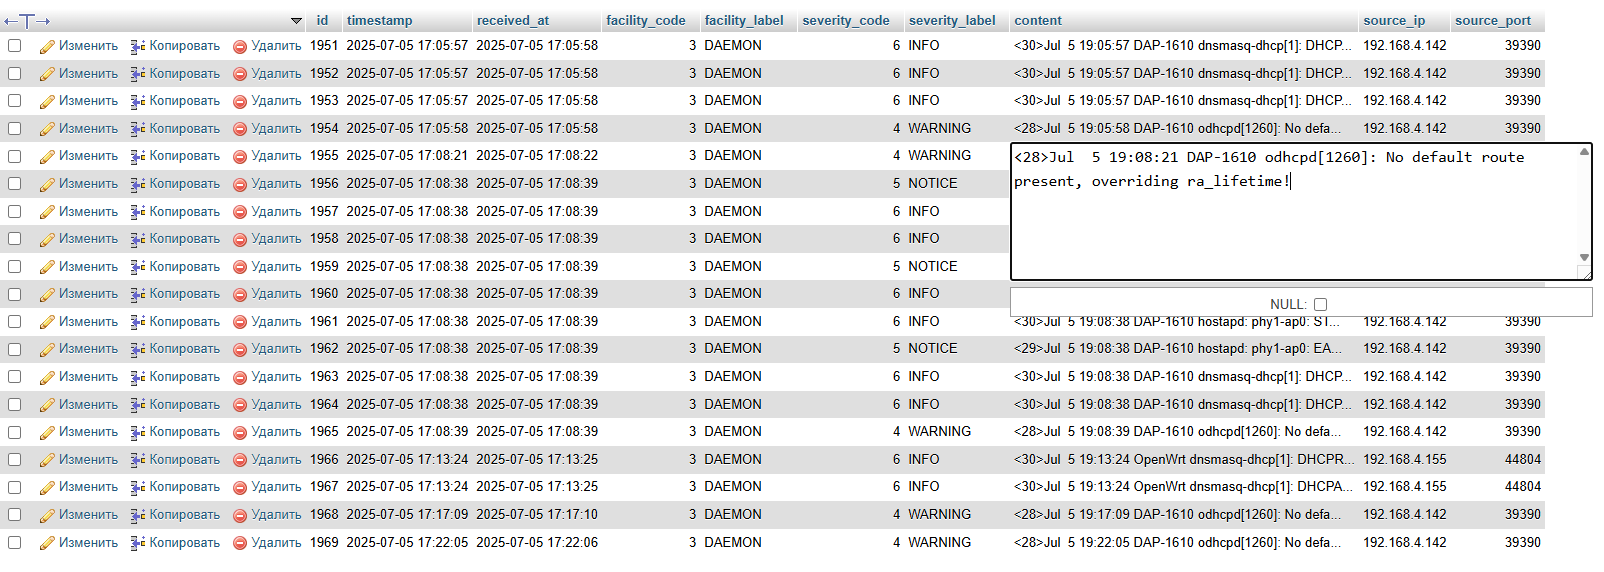 id timestamp received_at facility_code facility_label severity_code severity_label content source_ip source_port
Изменить Копировать Удалить 1951 2025-07-05 17:05:57 2025-07-05 17:05:58 3 DAEMON 6 INFO <30>Jul  5 19:05:57 DAP-1610 dnsmasq-dhcp[1]: DHCP... 192.168.4.142 39390
Изменить Копировать Удалить 1952 2025-07-05 17:05:57 2025-07-05 17:05:58 3 DAEMON 6 INFO <30>Jul  5 19:05:57 DAP-1610 dnsmasq-dhcp[1]: DHCP... 192.168.4.142 39390
Изменить Копировать Удалить 1953 2025-07-05 17:05:57 2025-07-05 17:05:58 3 DAEMON 6 INFO <30>Jul  5 19:05:57 DAP-1610 dnsmasq-dhcp[1]: DHCP... 192.168.4.142 39390
Изменить Копировать Удалить 1954 2025-07-05 17:05:58 2025-07-05 17:05:58 3 DAEMON 4 WARNING <28>Jul  5 19:05:58 DAP-1610 odhcpd[1260]: No defa... 192.168.4.142 39390
Изменить Копировать Удалить 1955 2025-07-05 17:08:21 2025-07-05 17:08:22 3 DAEMON 4 WARNING
<28>Jul  5 19:08:21 DAP-1610 odhcpd[1260]: No default route
present, overriding ra_lifetime!
Изменить Копировать Удалить 1956 2025-07-05 17:08:38 2025-07-05 17:08:39 3 DAEMON 5 NOTICE
Изменить Копировать Удалить 1957 2025-07-05 17:08:38 2025-07-05 17:08:39 3 DAEMON 6 INFO
Изменить Копировать Удалить 1958 2025-07-05 17:08:38 2025-07-05 17:08:39 3 DAEMON 6 INFO
Изменить Копировать Удалить 1959 2025-07-05 17:08:38 2025-07-05 17:08:39 3 DAEMON 5 NOTICE
Изменить Копировать Удалить 1960 2025-07-05 17:08:38 2025-07-05 17:08:39 3 DAEMON 6 INFO
NULL:
Изменить Копировать Удалить 1961 2025-07-05 17:08:38 2025-07-05 17:08:39 3 DAEMON 6 INFO <30>Jul  5 19:08:38 DAP-1610 hostapd: phy1-ap0: ST... 192.168.4.142 39390
Изменить Копировать Удалить 1962 2025-07-05 17:08:38 2025-07-05 17:08:39 3 DAEMON 5 NOTICE <29>Jul  5 19:08:38 DAP-1610 hostapd: phy1-ap0: EA... 192.168.4.142 39390
Изменить Копировать Удалить 1963 2025-07-05 17:08:38 2025-07-05 17:08:39 3 DAEMON 6 INFO <30>Jul  5 19:08:38 DAP-1610 dnsmasq-dhcp[1]: DHCP... 192.168.4.142 39390
Изменить Копировать Удалить 1964 2025-07-05 17:08:38 2025-07-05 17:08:39 3 DAEMON 6 INFO <30>Jul  5 19:08:38 DAP-1610 dnsmasq-dhcp[1]: DHCP... 192.168.4.142 39390
Изменить Копировать Удалить 1965 2025-07-05 17:08:39 2025-07-05 17:08:39 3 DAEMON 4 WARNING <28>Jul  5 19:08:39 DAP-1610 odhcpd[1260]: No defa... 192.168.4.142 39390
Изменить Копировать Удалить 1966 2025-07-05 17:13:24 2025-07-05 17:13:25 3 DAEMON 6 INFO <30>Jul  5 19:13:24 OpenWrt dnsmasq-dhcp[1]: DHCPR... 192.168.4.155 44804
Изменить Копировать Удалить 1967 2025-07-05 17:13:24 2025-07-05 17:13:25 3 DAEMON 6 INFO <30>Jul  5 19:13:24 OpenWrt dnsmasq-dhcp[1]: DHCPA... 192.168.4.155 44804
Изменить Копировать Удалить 1968 2025-07-05 17:17:09 2025-07-05 17:17:10 3 DAEMON 4 WARNING <28>Jul  5 19:17:09 DAP-1610 odhcpd[1260]: No defa... 192.168.4.142 39390
Изменить Копировать Удалить 1969 2025-07-05 17:22:05 2025-07-05 17:22:06 3 DAEMON 4 WARNING <28>Jul  5 19:22:05 DAP-1610 odhcpd[1260]: No defa... 192.168.4.142 39390